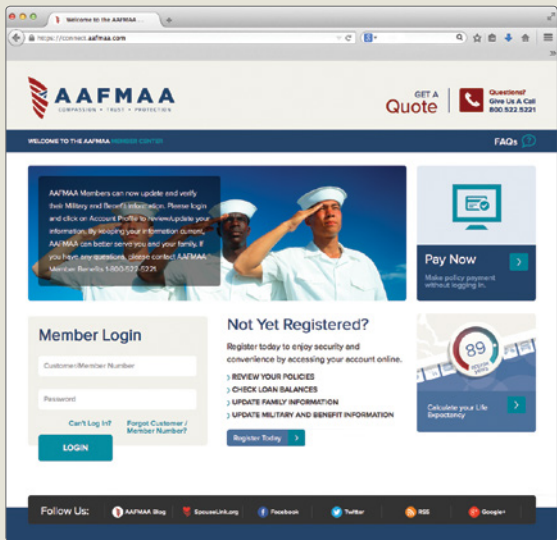 Welcome to the AAFMAA ...
https://connect.aafmaa.com
AAFMAA
COMPASSION • TRUST • PROTECTION
GET A
Quote
Questions?
Give Us A Call
800.522.5221
WELCOME TO THE AAFMAA MEMBER CENTER
FAQs ?
AAFMAA Members can now update and verify
their Military and Benefit information. Please login
and click on Account Profile to review/update your
information. By keeping your information current,
AAFMAA can better serve you and your family. If
you have any questions, please contact AAFMAA
Member Benefits 1-800-522-5221.
Pay Now
Make policy payment
without logging in.
Member Login
Customer/Member Number
Password
Can't Log In?
Forgot Customer /
Member Number?
LOGIN
Not Yet Registered?
Register today to enjoy security and
convenience by accessing your account online.
REVIEW YOUR POLICIES
CHECK LOAN BALANCES
UPDATE FAMILY INFORMATION
UPDATE MILITARY AND BENEFIT INFORMATION
Register Today
89
approx
years
Calculate your Life
Expectancy
Follow Us:
AAFMAA Blog
SpouseLink.org
Facebook
Twitter
RSS
Google+